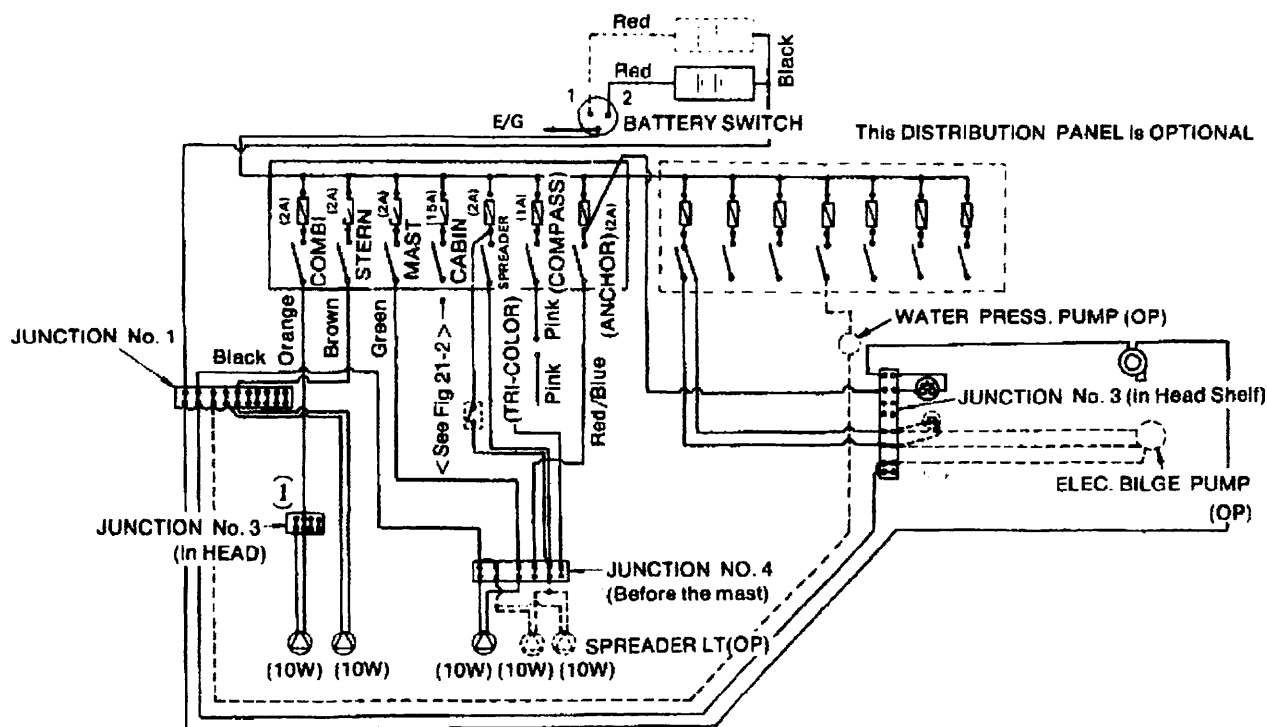 Red
Red
Black
1
2
E/G
BATTERY SWITCH
This DISTRIBUTION PANEL is OPTIONAL
(2A)
COMBI
(2A)
STERN
(2A)
MAST
(15A)
CABIN
(2A)
SPREADER
(1A)
(COMPASS)
(ANCHOR)(2A)
Orange
Brown
Green
<See Fig 21-2>
(TRI-COLOR)
Pink
Pink
Red/Blue
JUNCTION No. 1
Black
WATER PRESS. PUMP (OP)
JUNCTION No. 3 (in Head Shelf)
ELEC. BILGE PUMP
(OP)
(1)
JUNCTION No. 3
(In HEAD)
JUNCTION NO. 4
(Before the mast)
SPREADER LT(OP)
(10W) (10W) (10W) (10W) (10W)